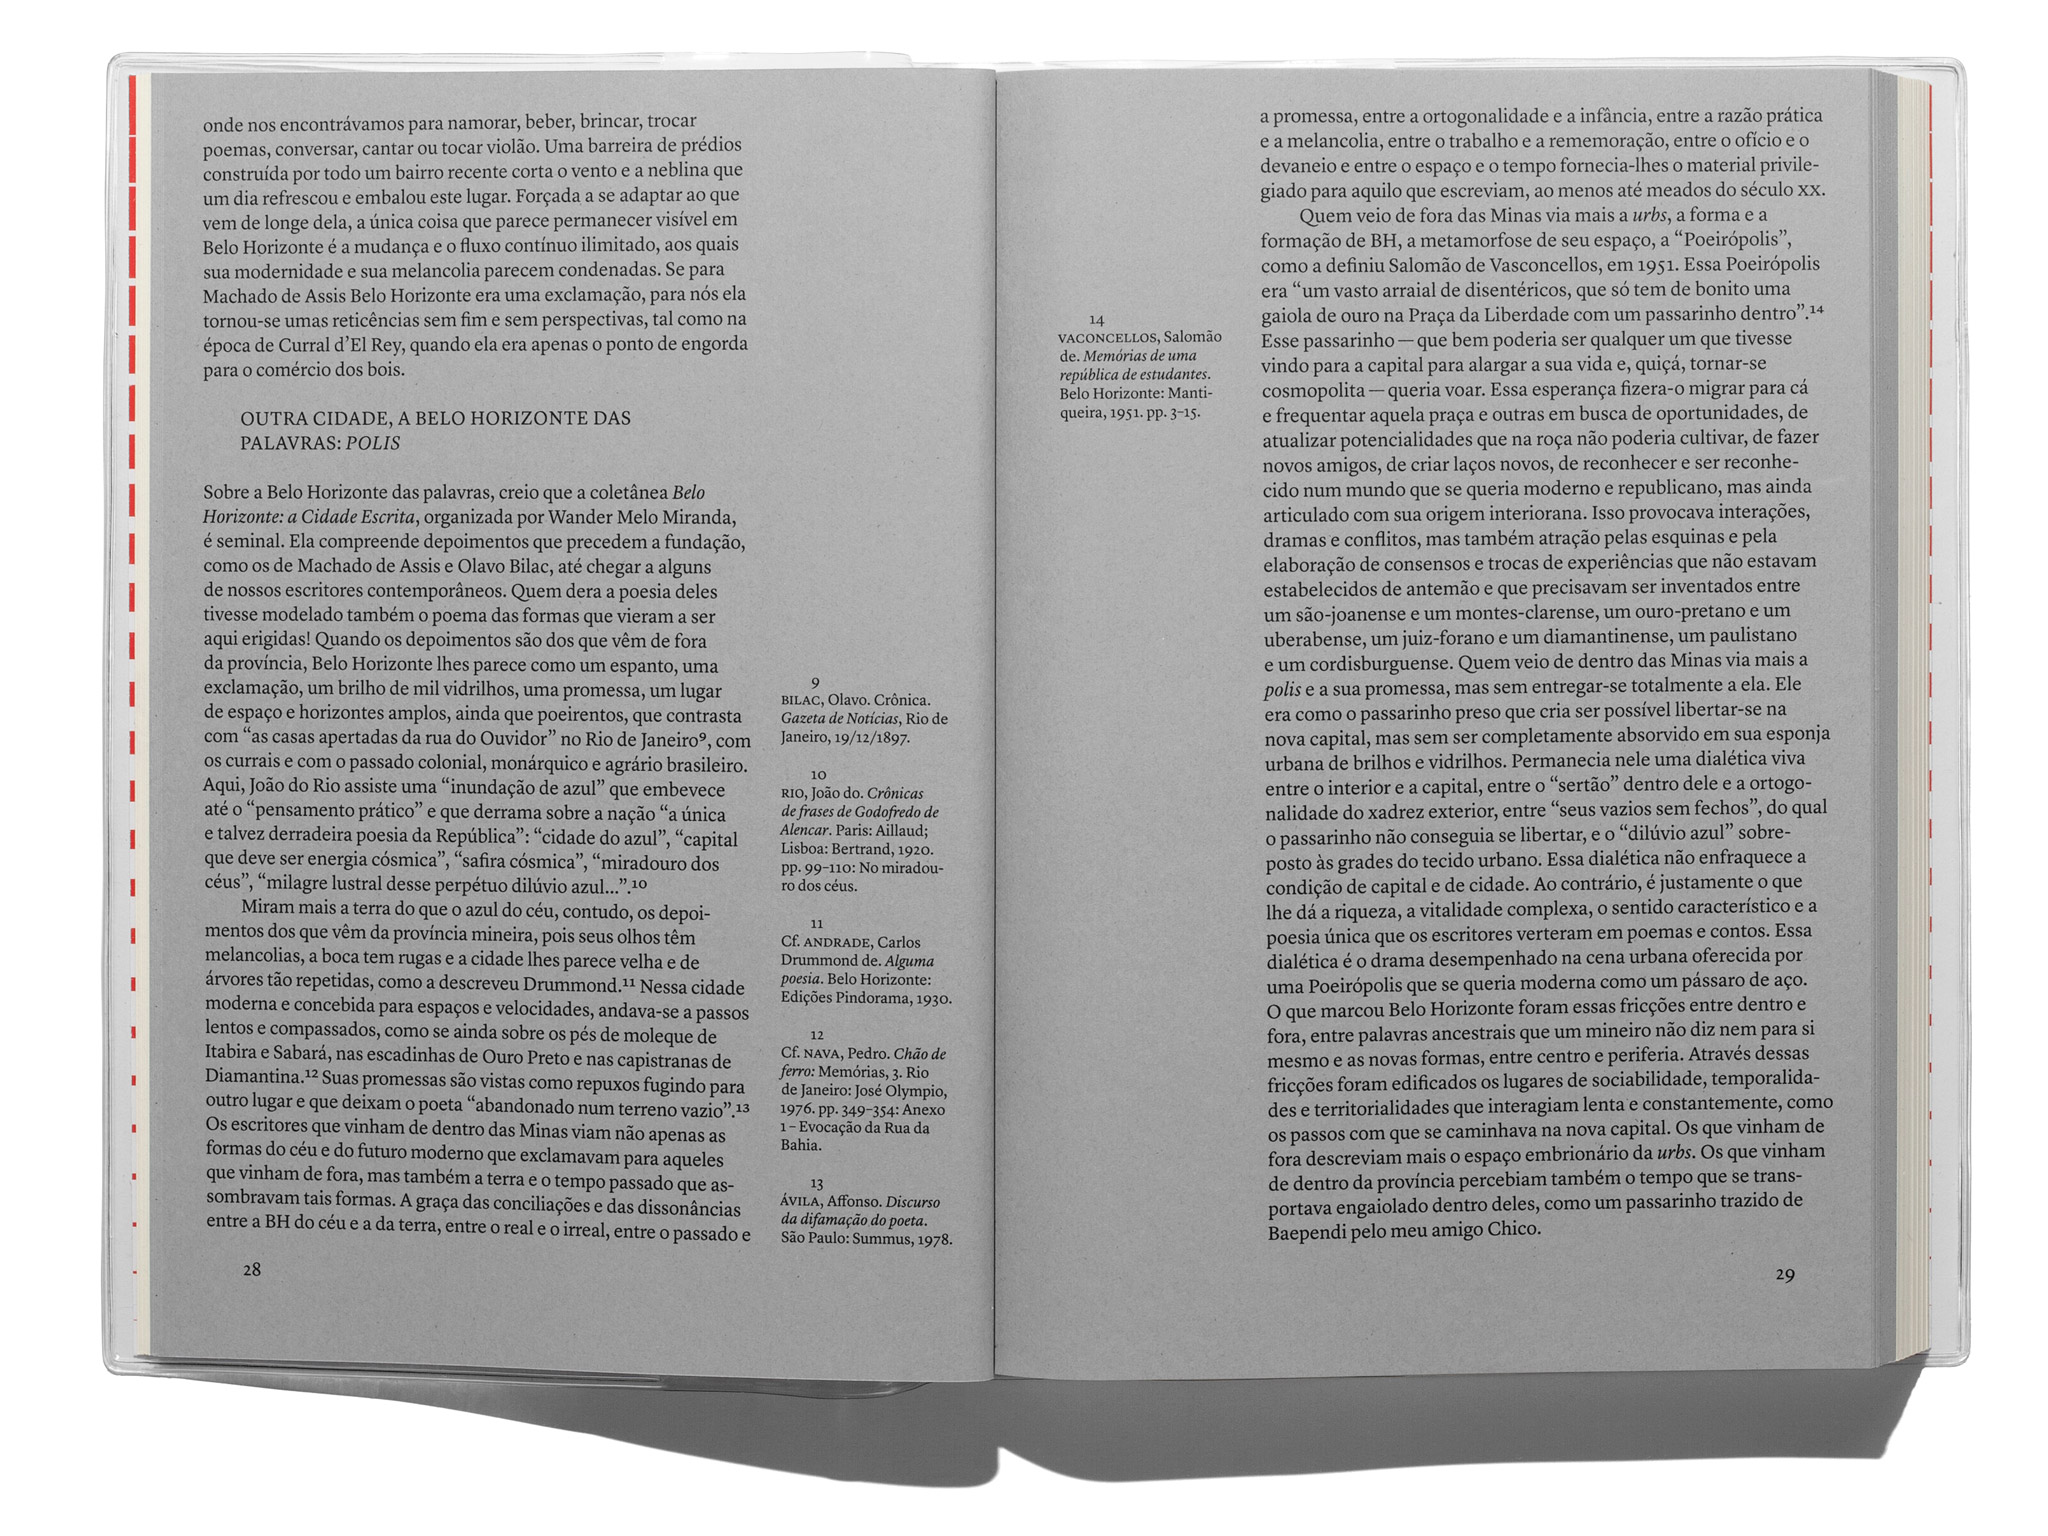 onde nos encontrávamos para namorar, beber, brincar, trocar
poemas, conversar, cantar ou tocar violão. Uma barreira de prédios
construída por todo um bairro recente corta o vento e a neblina que
um dia refrescou e embalou este lugar. Forçada a se adaptar ao que
vem de longe dela, a única coisa que parece permanecer visível em
Belo Horizonte é a mudança e o fluxo contínuo ilimitado, aos quais
sua modernidade e sua melancolia parecem condenadas. Se para
Machado de Assis Belo Horizonte era uma exclamação, para nós ela
tornou-se umas reticências sem fim e sem perspectivas, tal como na
época de Curral d’El Rey, quando ela era apenas o ponto de engorda
para o comércio dos bois.
OUTRA CIDADE, A BELO HORIZONTE DAS
PALAVRAS: POLIS
Sobre a Belo Horizonte das palavras, creio que a coletânea Belo
Horizonte: a Cidade Escrita, organizada por Wander Melo Miranda,
é seminal. Ela compreende depoimentos que precedem a fundação,
como os de Machado de Assis e Olavo Bilac, até chegar a alguns
de nossos escritores contemporâneos. Quem dera a poesia deles
tivesse modelado também o poema das formas que vieram a ser
aqui erigidas! Quando os depoimentos são dos que vêm de fora
da província, Belo Horizonte lhes parece como um espanto, uma
exclamação, um brilho de mil vidrilhos, uma promessa, um lugar
de espaço e horizontes amplos, ainda que poeirentos, que contrasta
com “as casas apertadas da rua do Ouvidor” no Rio de Janeiro⁹, com
os currais e com o passado colonial, monárquico e agrário brasileiro.
Aqui, João do Rio assiste uma “inundação de azul” que embevece
até o “pensamento prático” e que derrama sobre a nação “a única
e talvez derradeira poesia da República”: “cidade do azul”, “capital
que deve ser energia cósmica”, “safira cósmica”, “miradouro dos
céus”, “milagre lustral desse perpétuo dilúvio azul...”.¹⁰
Miram mais a terra do que o azul do céu, contudo, os depoi-
mentos dos que vêm da província mineira, pois seus olhos têm
melancolias, a boca tem rugas e a cidade lhes parece velha e de
árvores tão repetidas, como a descreveu Drummond.¹¹ Nessa cidade
moderna e concebida para espaços e velocidades, andava-se a passos
lentos e compassados, como se ainda sobre os pés de moleque de
Itabira e Sabará, nas escadinhas de Ouro Preto e nas capistranas de
Diamantina.¹² Suas promessas são vistas como repuxos fugindo para
outro lugar e que deixam o poeta “abandonado num terreno vazio”.¹³
Os escritores que vinham de dentro das Minas viam não apenas as
formas do céu e do futuro moderno que exclamavam para aqueles
que vinham de fora, mas também a terra e o tempo passado que as-
sombravam tais formas. A graça das conciliações e das dissonâncias
entre a BH do céu e a da terra, entre o real e o irreal, entre o passado e
28
9
BILAC, Olavo. Crônica.
Gazeta de Notícias, Rio de
Janeiro, 19/12/1897.
10
RIO, João do. Crônicas
de frases de Godofredo de
Alencar. Paris: Aillaud;
Lisboa: Bertrand, 1920.
pp. 99–110: No miradou-
ro dos céus.
11
Cf. ANDRADE, Carlos
Drummond de. Alguma
poesia. Belo Horizonte:
Edições Pindorama, 1930.
12
Cf. NAVA, Pedro. Chão de
ferro: Memórias, 3. Rio
de Janeiro: José Olympio,
1976. pp. 349–354: Anexo
1 – Evocação da Rua da
Bahia.
13
ÁVILA, Affonso. Discurso
da difamação do poeta.
São Paulo: Summus, 1978.
14
VACONCELLOS, Salomão
de. Memórias de uma
república de estudantes.
Belo Horizonte: Manti-
queira, 1951. pp. 3–15.
a promessa, entre a ortogonalidade e a infância, entre a razão prática
e a melancolia, entre o trabalho e a rememoração, entre o ofício e o
devaneio e entre o espaço e o tempo fornecia-lhes o material privile-
giado para aquilo que escreviam, ao menos até meados do século XX.
Quem veio de fora das Minas via mais a urbs, a forma e a
formação de BH, a metamorfose de seu espaço, a “Poeirópolis”,
como a definiu Salomão de Vasconcellos, em 1951. Essa Poeirópolis
era “um vasto arraial de disentéricos, que só tem de bonito uma
gaiola de ouro na Praça da Liberdade com um passarinho dentro”.¹⁴
Esse passarinho — que bem poderia ser qualquer um que tivesse
vindo para a capital para alargar a sua vida e, quiçá, tornar-se
cosmopolita — queria voar. Essa esperança fizera-o migrar para cá
e frequentar aquela praça e outras em busca de oportunidades, de
atualizar potencialidades que na roça não poderia cultivar, de fazer
novos amigos, de criar laços novos, de reconhecer e ser reconhe-
cido num mundo que se queria moderno e republicano, mas ainda
articulado com sua origem interiorana. Isso provocava interações,
dramas e conflitos, mas também atração pelas esquinas e pela
elaboração de consensos e trocas de experiências que não estavam
estabelecidos de antemão e que precisavam ser inventados entre
um são-joanense e um montes-clarense, um ouro-pretano e um
uberabense, um juiz-forano e um diamantinense, um paulistano
e um cordisburguense. Quem veio de dentro das Minas via mais a
polis e a sua promessa, mas sem entregar-se totalmente a ela. Ele
era como o passarinho preso que cria ser possível libertar-se na
nova capital, mas sem ser completamente absorvido em sua esponja
urbana de brilhos e vidrilhos. Permanecia nele uma dialética viva
entre o interior e a capital, entre o “sertão” dentro dele e a ortogo-
nalidade do xadrez exterior, entre “seus vazios sem fechos”, do qual
o passarinho não conseguia se libertar, e o “dilúvio azul” sobre-
posto às grades do tecido urbano. Essa dialética não enfraquece a
condição de capital e de cidade. Ao contrário, é justamente o que
lhe dá a riqueza, a vitalidade complexa, o sentido característico e a
poesia única que os escritores verteram em poemas e contos. Essa
dialética é o drama desempenhado na cena urbana oferecida por
uma Poeirópolis que se queria moderna como um pássaro de aço.
O que marcou Belo Horizonte foram essas fricções entre dentro e
fora, entre palavras ancestrais que um mineiro não diz nem para si
mesmo e as novas formas, entre centro e periferia. Através dessas
fricções foram edificados os lugares de sociabilidade, temporalida-
des e territorialidades que interagiam lenta e constantemente, como
os passos com que se caminhava na nova capital. Os que vinham de
fora descreviam mais o espaço embrionário da urbs. Os que vinham
de dentro da província percebiam também o tempo que se trans-
portava engaiolado dentro deles, como um passarinho trazido de
Baependi pelo meu amigo Chico.
29